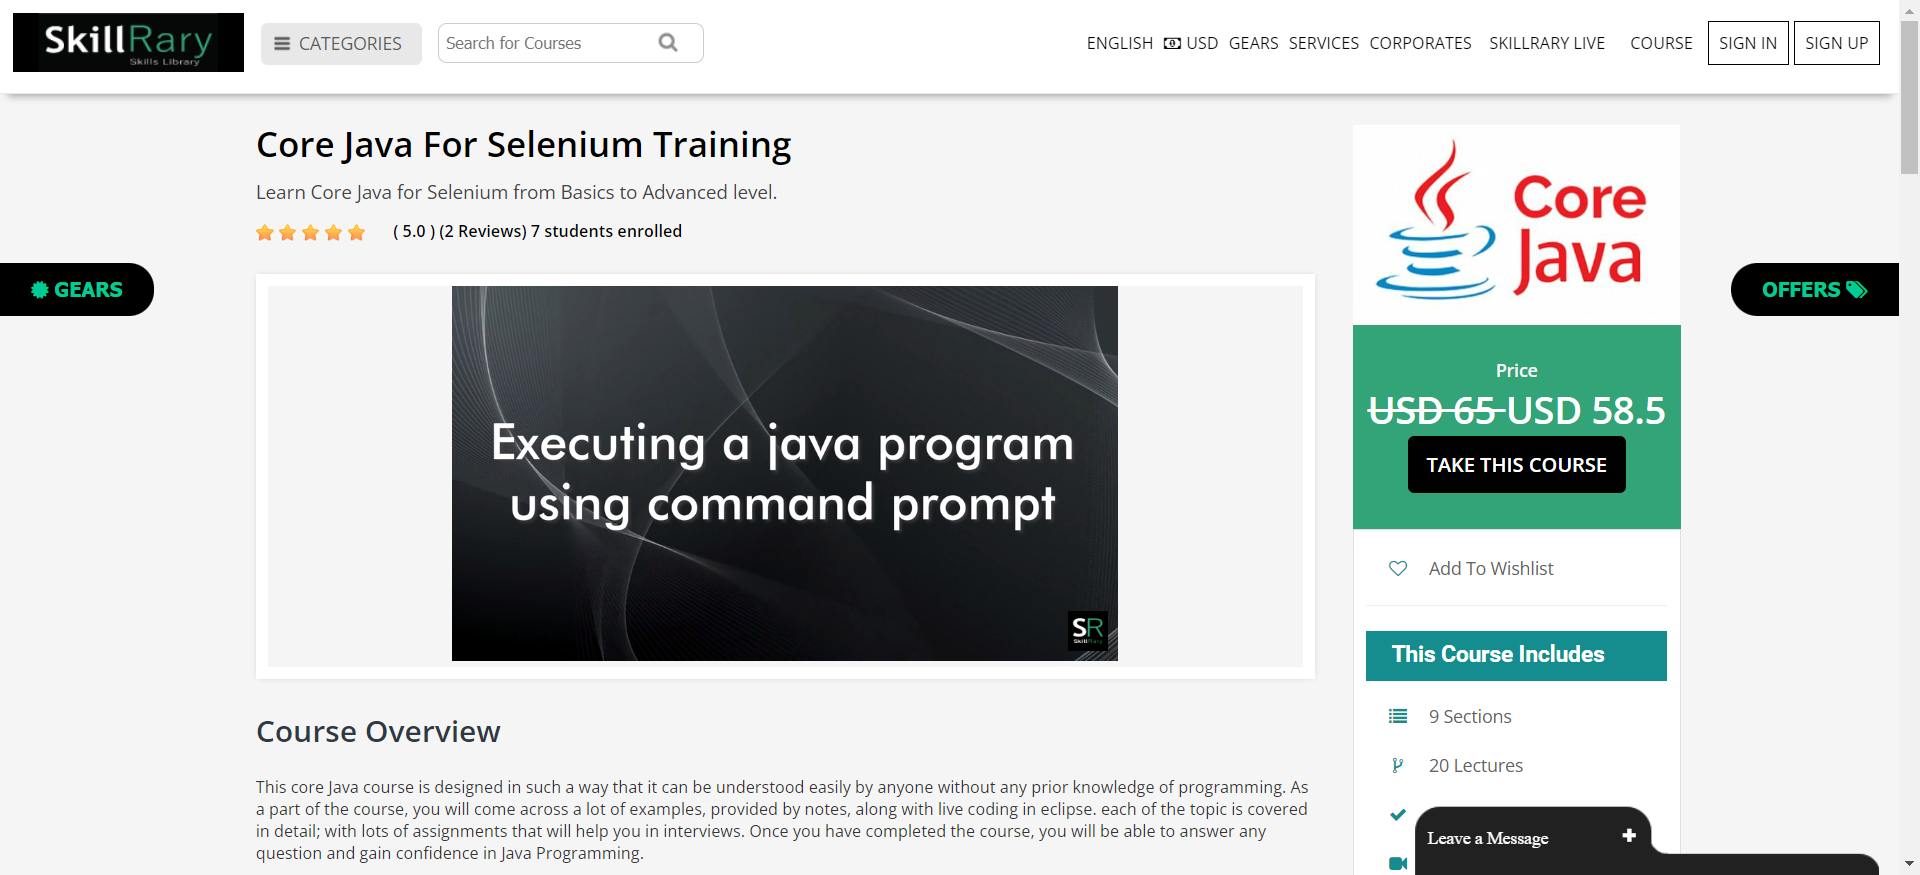 SkillRary
Skills Library
CATEGORIES
Search for Courses
ENGLISH USD GEARS SERVICES CORPORATES SKILLRARY LIVE COURSE SIGN IN SIGN UP
Core Java For Selenium Training
Learn Core Java for Selenium from Basics to Advanced level.
( 5.0 ) (2 Reviews) 7 students enrolled
GEARS
Executing a java program
using command prompt
SR
SkillRary
Course Overview
This core Java course is designed in such a way that it can be understood easily by anyone without any prior knowledge of programming. As
a part of the course, you will come across a lot of examples, provided by notes, along with live coding in eclipse. each of the topic is covered
in detail; with lots of assignments that will help you in interviews. Once you have completed the course, you will be able to answer any
question and gain confidence in Java Programming.
Core
Java
OFFERS
Price
USD 65 USD 58.5
TAKE THIS COURSE
Add To Wishlist
This Course Includes
9 Sections
20 Lectures
Leave a Message